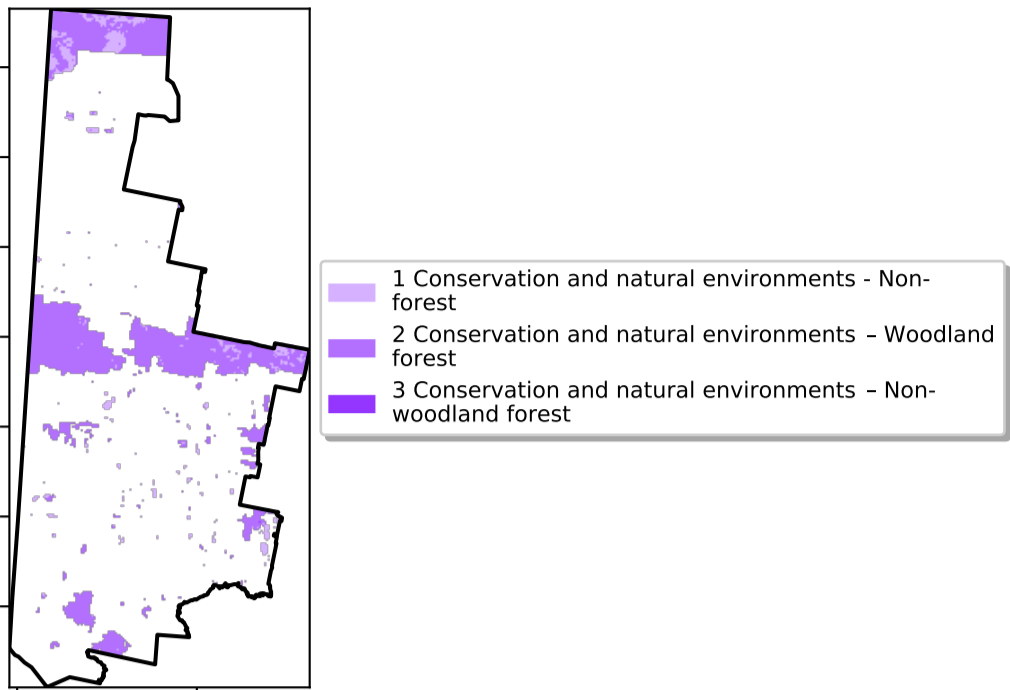 1 Conservation and natural environments - Non-
forest
2 Conservation and natural environments – Woodland
forest
3 Conservation and natural environments – Non-
woodland forest